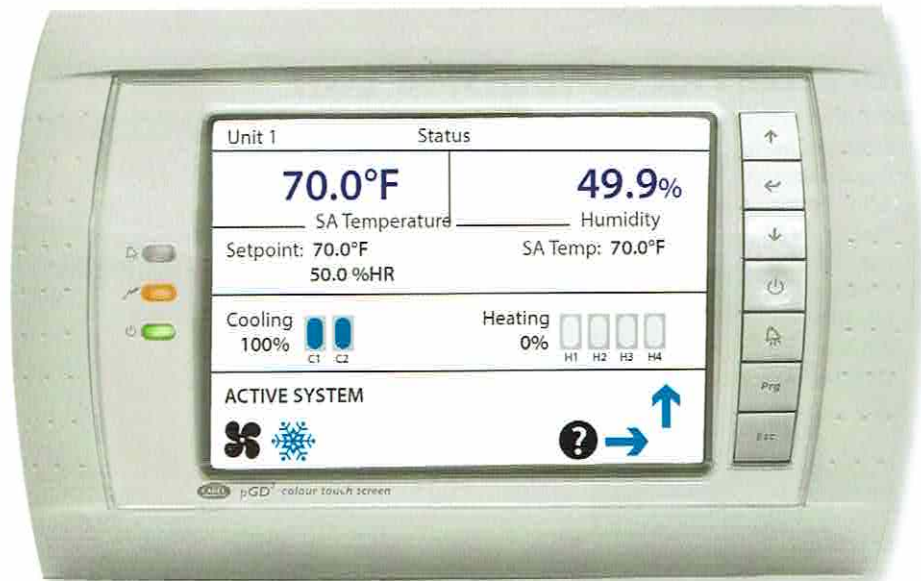 Unit 1 Status
70.0°F 49.9%
SA Temperature Humidity
Setpoint: 70.0°F SA Temp: 70.0°F
50.0 %HR
Cooling Heating
100% 0%
C1 C2 H1 H2 H3 H4
ACTIVE SYSTEM
?
Prg
Esc
pGD² colour touch screen